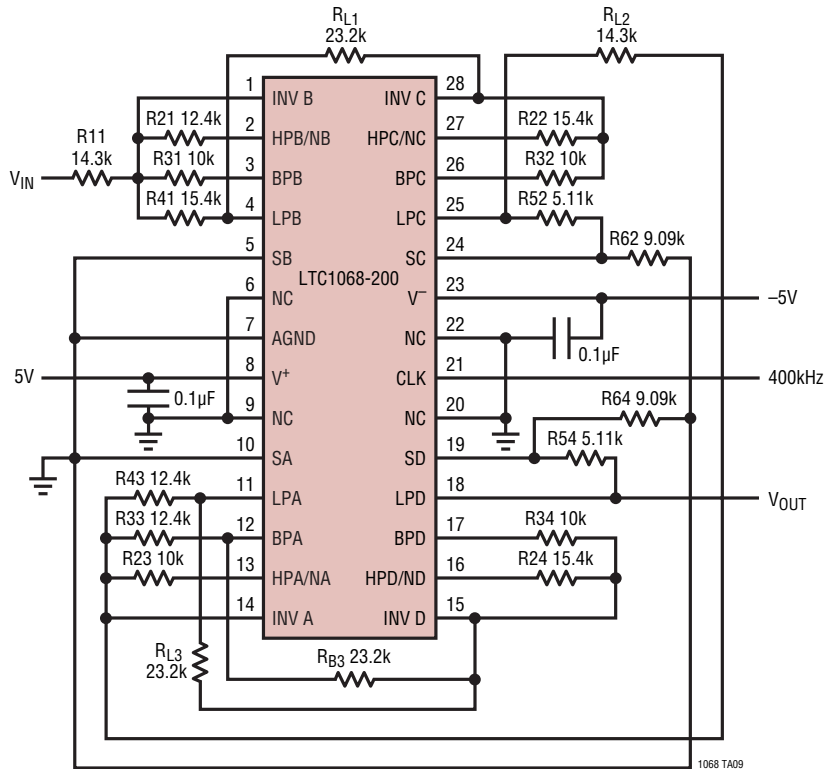 RL1
23.2k
RL2
14.3k
1 INV B
INV C 28
R11
14.3k
R21 12.4k
2 HPB/NB
HPC/NC 27
R22 15.4k
VIN
R31 10k
3 BPB
BPC 26
R32 10k
R41 15.4k
4 LPB
LPC 25
R52 5.11k
5 SB
SC 24
R62 9.09k
LTC1068-200
6 NC
V– 23
–5V
7 AGND
NC 22
0.1µF
5V
8 V+
CLK 21
400kHz
0.1µF
9 NC
NC 20
R64 9.09k
10 SA
SD 19
R54 5.11k
R43 12.4k
11 LPA
LPD 18
VOUT
R33 12.4k
12 BPA
BPD 17
R34 10k
R23 10k
13 HPA/NA
HPD/ND 16
R24 15.4k
14 INV A
INV D 15
RL3
23.2k
RB3 23.2k
1068 TA09